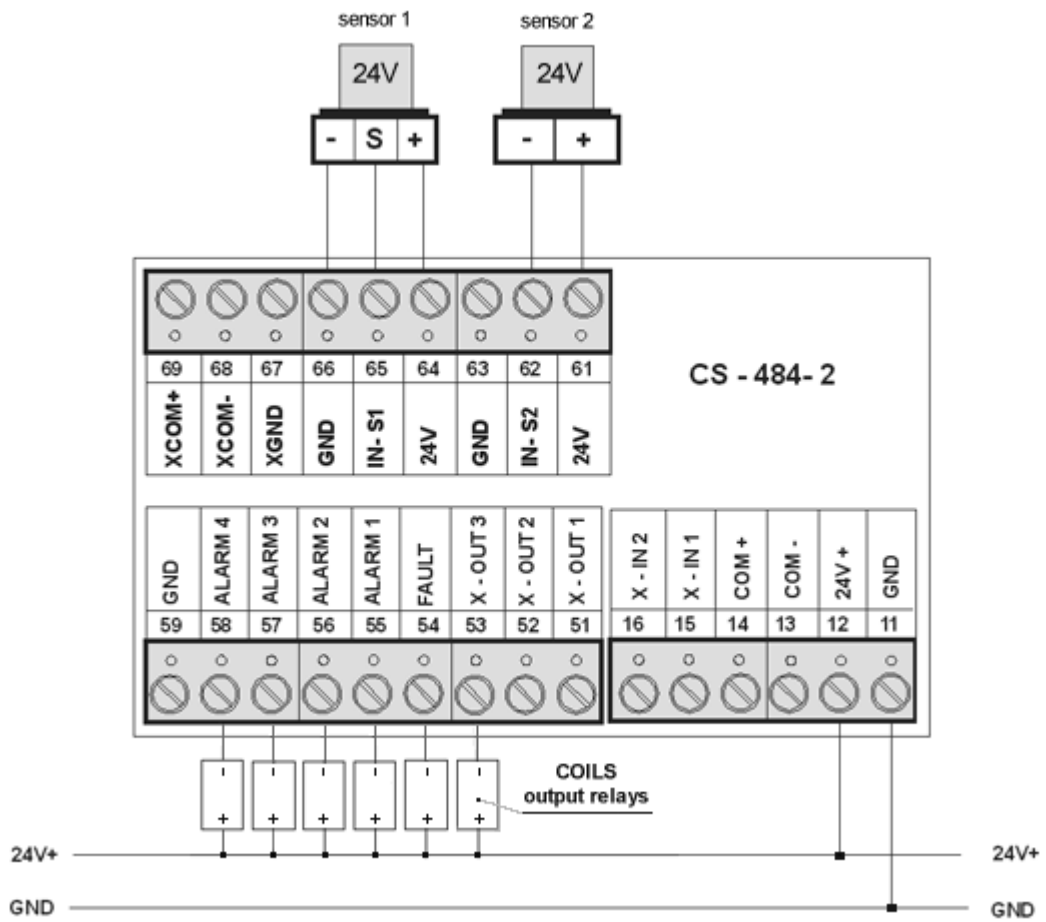 sensor 1 sensor 2
24V 24V
- S + - +
69 68 67 66 65 64 63 62 61
CS - 484- 2
XCOM+ XCOM- XGND GND IN- S1 24V GND IN- S2 24V
GND ALARM 4 ALARM 3 ALARM 2 ALARM 1 FAULT X - OUT 3 X - OUT 2 X - OUT 1
X - IN 2 X - IN 1 COM + COM - 24V + GND
59 58 57 56 55 54 53 52 51
16 15 14 13 12 11
- - - - - -
COILS
output relays
+ + + + + +
24V+ 24V+
GND GND